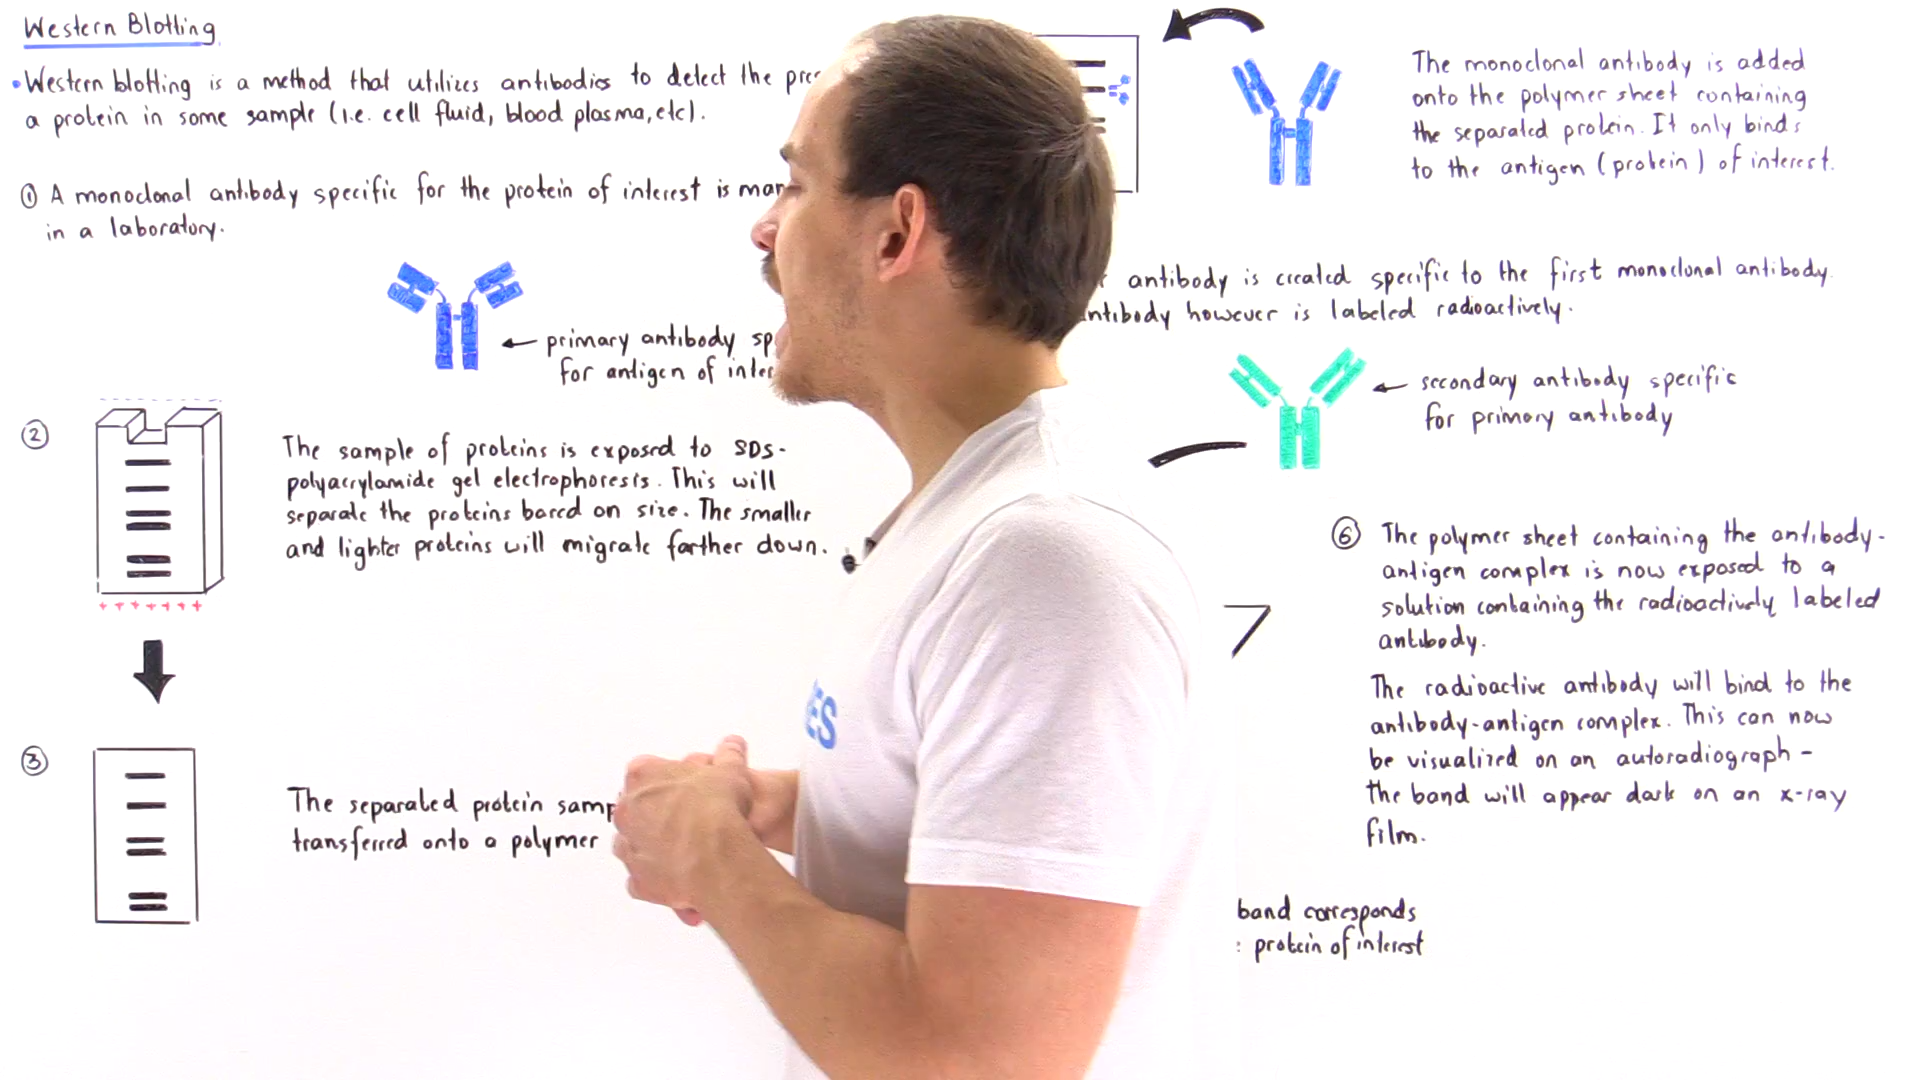 Western Blotting
• Western blotting is a method that utilizes antibodies to detect the
a protein in some sample (i.e. cell fluid, blood plasma, etc).
① A monoclonal antibody specific for the protein of interest is
in a laboratory.
← primary antibody
for antigen of
②
The sample of proteins is exposed to SDS-
polyacrylamide gel electrophoresis. This will
separate the proteins based on size. The smaller
and lighter proteins will migrate farther down.
+ + + + + + +
③
The separated protein
transferred onto a polymer
The monoclonal antibody is added
onto the polymer sheet containing
the separated protein. It only binds
to the antigen (protein) of interest.
antibody is created specific to the first monoclonal antibody.
antibody however is labeled radioactively.
← secondary antibody specific
for primary antibody
⑥ The polymer sheet containing the antibody-
antigen complex is now exposed to a
solution containing the radioactively labeled
antibody.
The radioactive antibody will bind to the
antibody-antigen complex. This can now
be visualized on an autoradiograph -
the band will appear dark on an x-ray
film.
band corresponds
protein of interest
ES